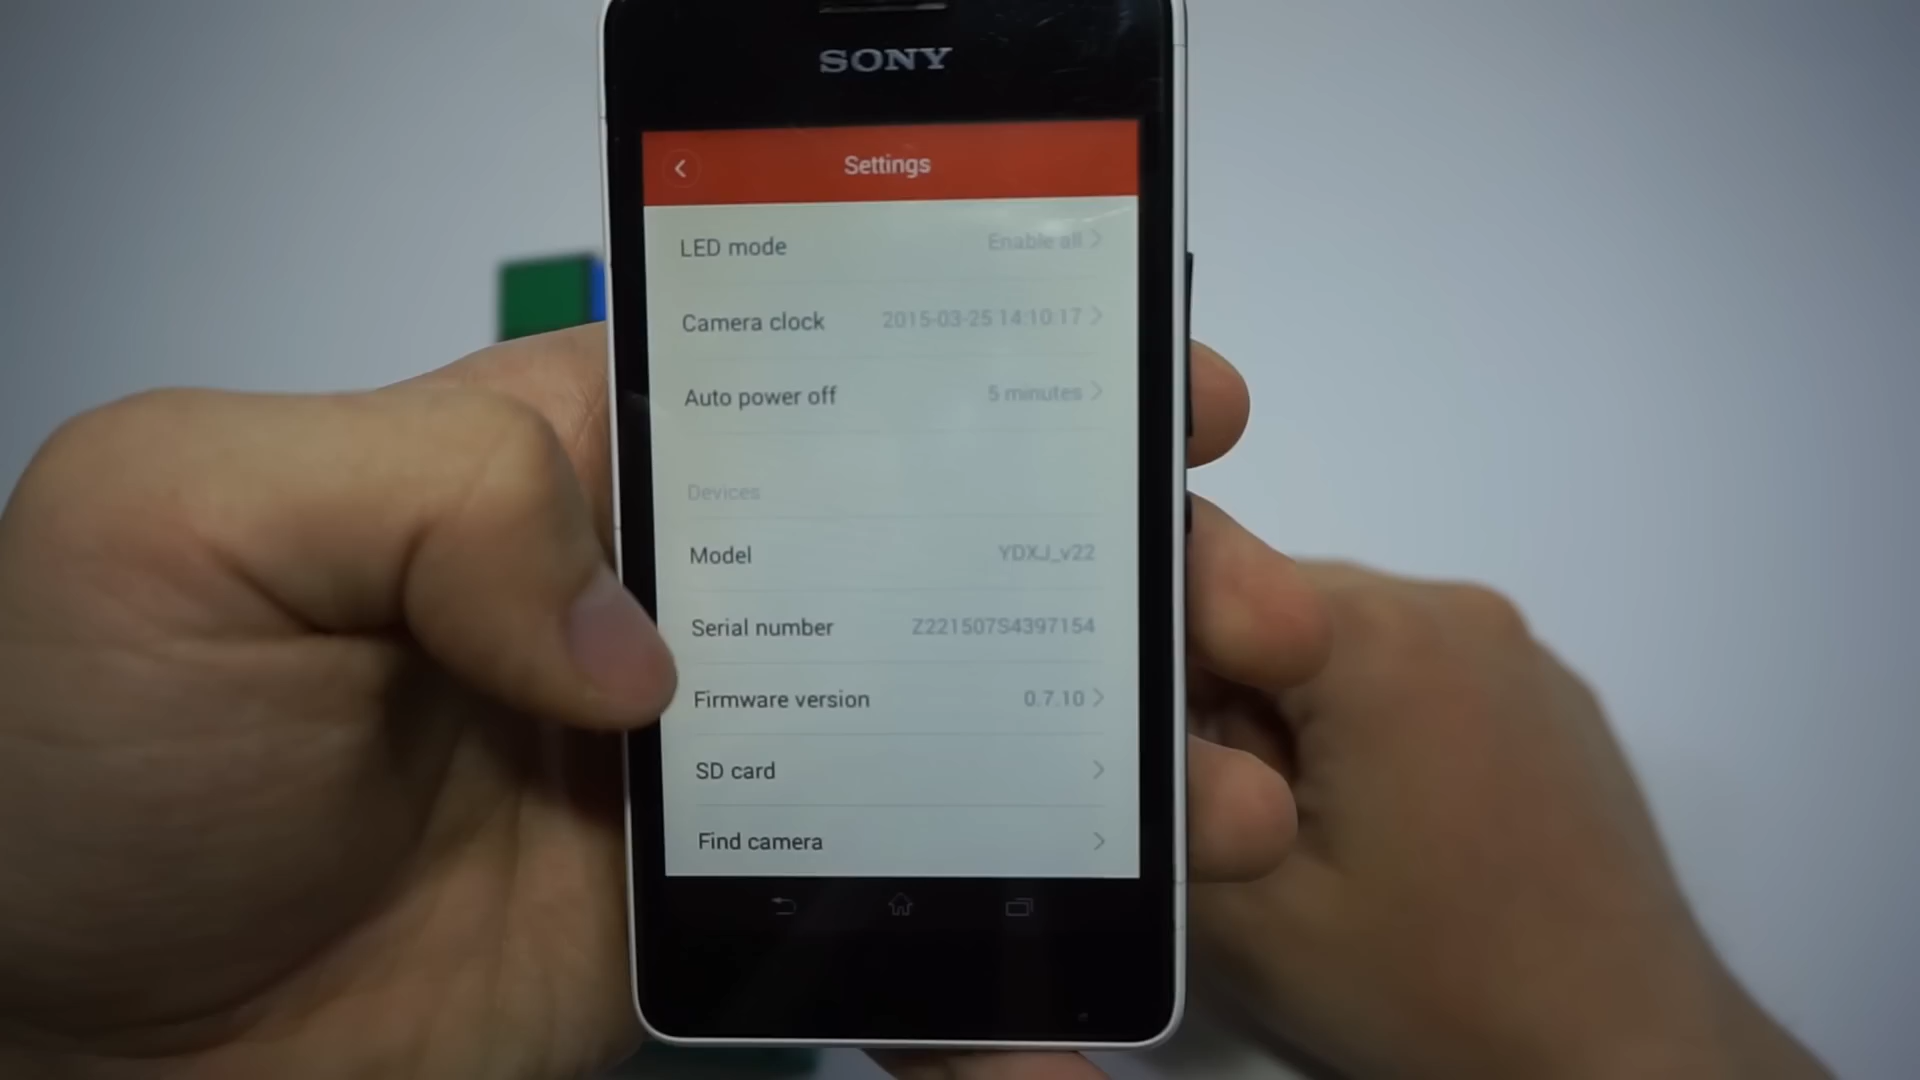 SONY
Settings
LED mode Enable all
Camera clock 2015-03-25 14:10:17
Auto power off 5 minutes
Devices
Model YDXJ_v22
Serial number Z221507S4397154
Firmware version 0.7.10
SD card
Find camera